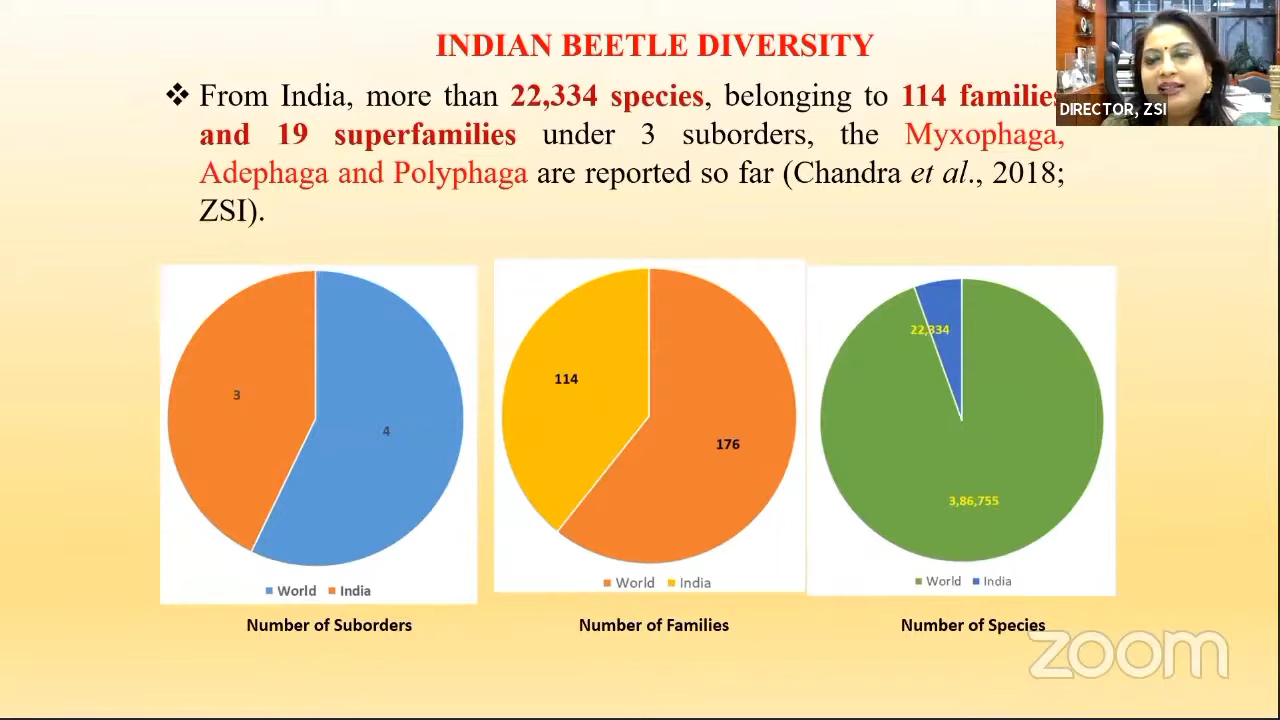 INDIAN BEETLE DIVERSITY
❖ From India, more than 22,334 species, belonging to 114 families
and 19 superfamilies under 3 suborders, the Myxophaga,
Adephaga and Polyphaga are reported so far (Chandra et al., 2018;
ZSI).
DIRECTOR, ZSI
3
4
World India
Number of Suborders
114
176
World India
Number of Families
22,334
3,86,755
World India
Number of Species
zoom